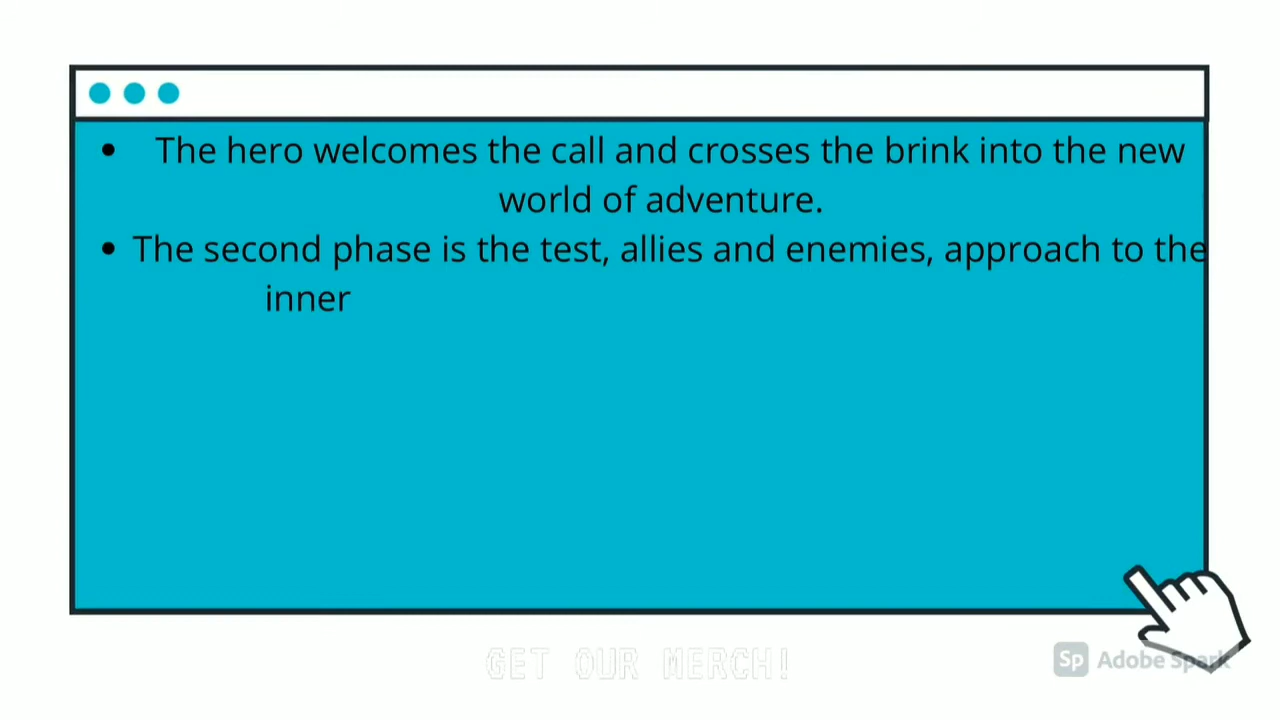 • The hero welcomes the call and crosses the brink into the new
world of adventure.
• The second phase is the test, allies and enemies, approach to the
inner
GET OUR MERCH!
Sp Adobe Spark